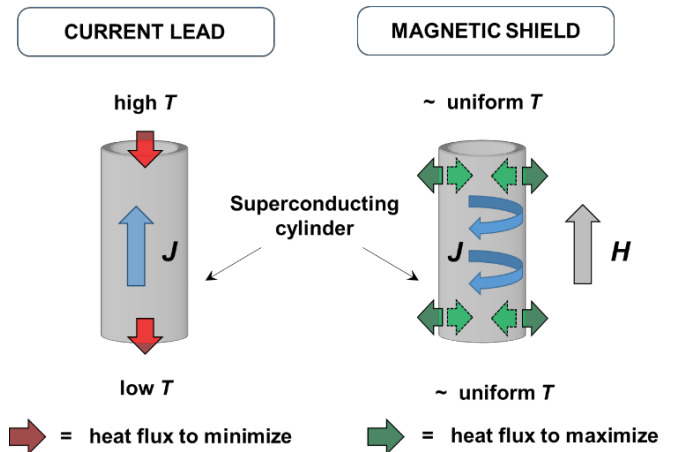 CURRENT LEAD
MAGNETIC SHIELD
high T
~ uniform T
Superconducting
cylinder
J
J
H
low T
~ uniform T
= heat flux to minimize
= heat flux to maximize